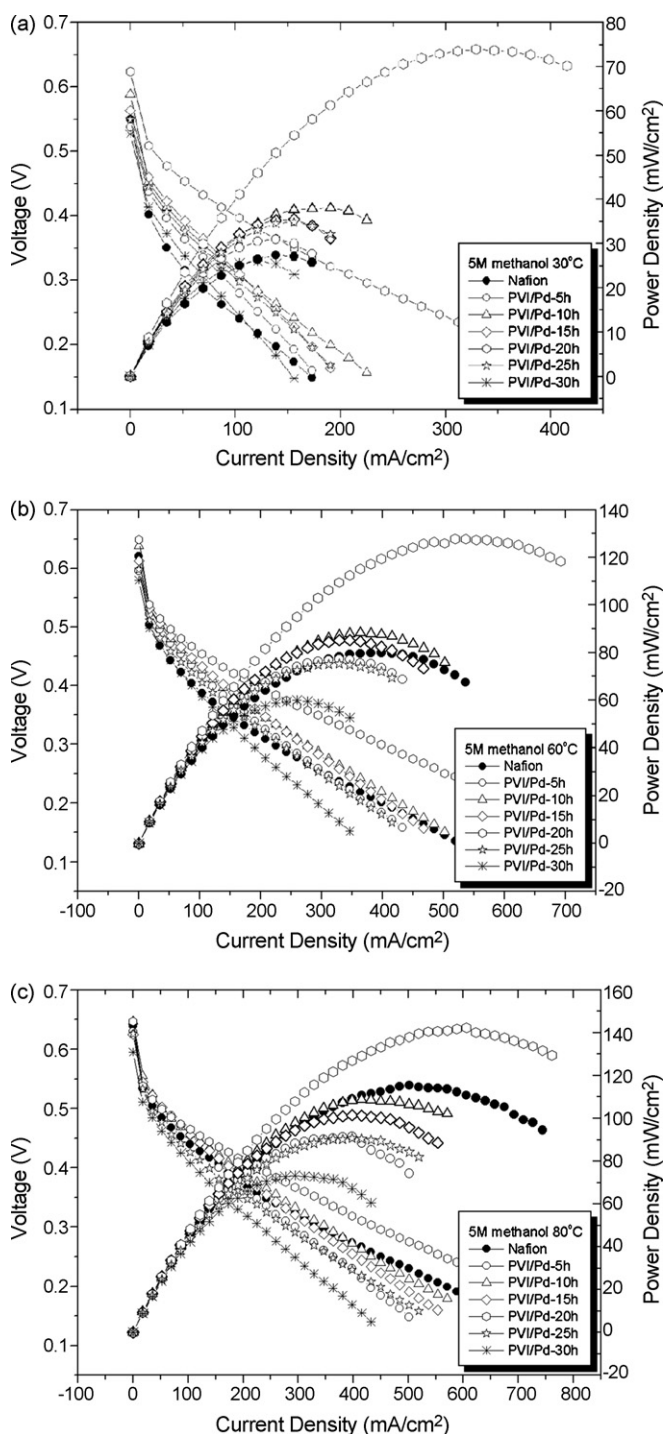 (a)
0.7
0.6
0.5
0.4
0.3
0.2
0.1
Voltage (V)
80
70
60
50
40
30
20
10
0
Power Density (mW/cm2)
5M methanol 30°C
Nafion
PVI/Pd-5h
PVI/Pd-10h
PVI/Pd-15h
PVI/Pd-20h
PVI/Pd-25h
PVI/Pd-30h
0 100 200 300 400
Current Density (mA/cm2)
(b)
0.7
0.6
0.5
0.4
0.3
0.2
0.1
Voltage (V)
140
120
100
80
60
40
20
0
-20
Power Density (mW/cm2)
5M methanol 60°C
Nafion
PVI/Pd-5h
PVI/Pd-10h
PVI/Pd-15h
PVI/Pd-20h
PVI/Pd-25h
PVI/Pd-30h
-100 0 100 200 300 400 500 600 700
Current Density (mA/cm2)
(c)
0.7
0.6
0.5
0.4
0.3
0.2
0.1
Voltage (V)
160
140
120
100
80
60
40
20
0
-20
Power Density (mW/cm2)
5M methanol 80°C
Nafion
PVI/Pd-5h
PVI/Pd-10h
PVI/Pd-15h
PVI/Pd-20h
PVI/Pd-25h
PVI/Pd-30h
-100 0 100 200 300 400 500 600 700 800
Current Density (mA/cm2)